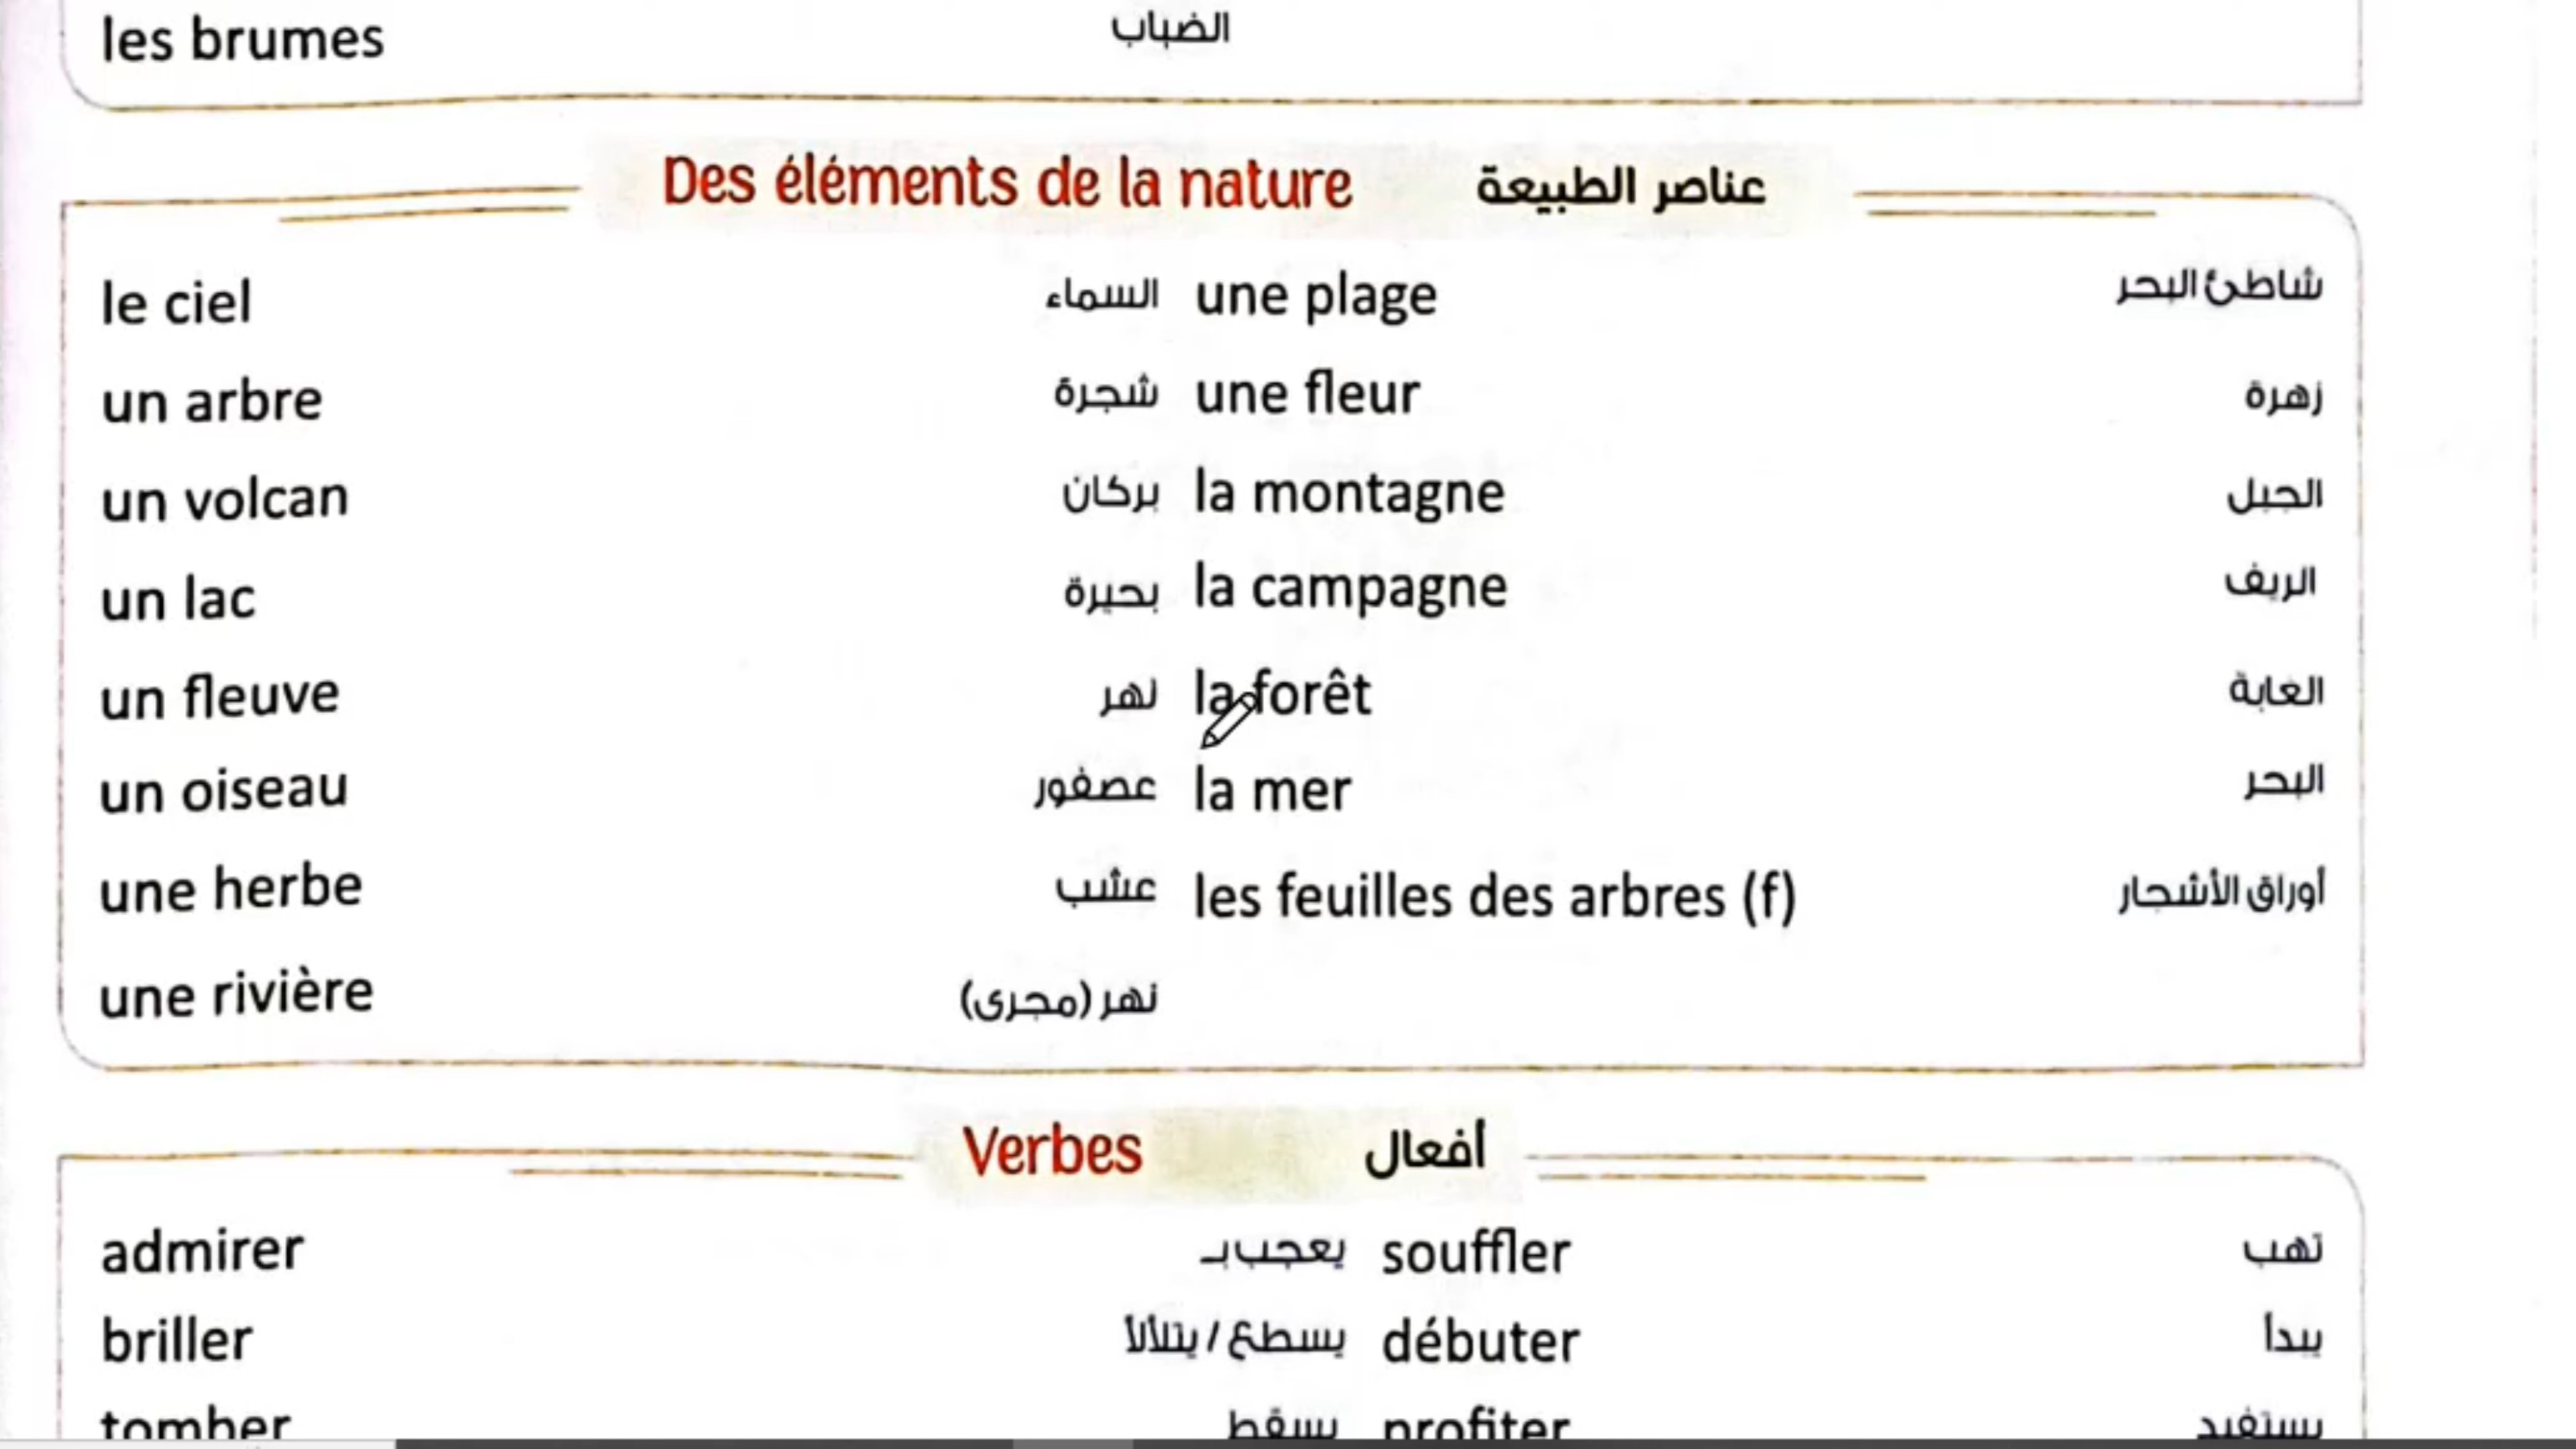 les brumes الضباب
Des éléments de la nature عناصر الطبيعة
le ciel السماء une plage شاطئ البحر
un arbre شجرة une fleur زهرة
un volcan بركان la montagne الجبل
un lac بحيرة la campagne الريف
un fleuve نهر la forêt الغابة
un oiseau عصفور la mer البحر
une herbe عشب les feuilles des arbres (f) أوراق الأشجار
une rivière نهر (مجرى)
Verbes أفعال
admirer يعجب بـ souffler تهب
briller يسطع / يتلألأ débuter يبدأ
tomber يسقط profiter يستفيد